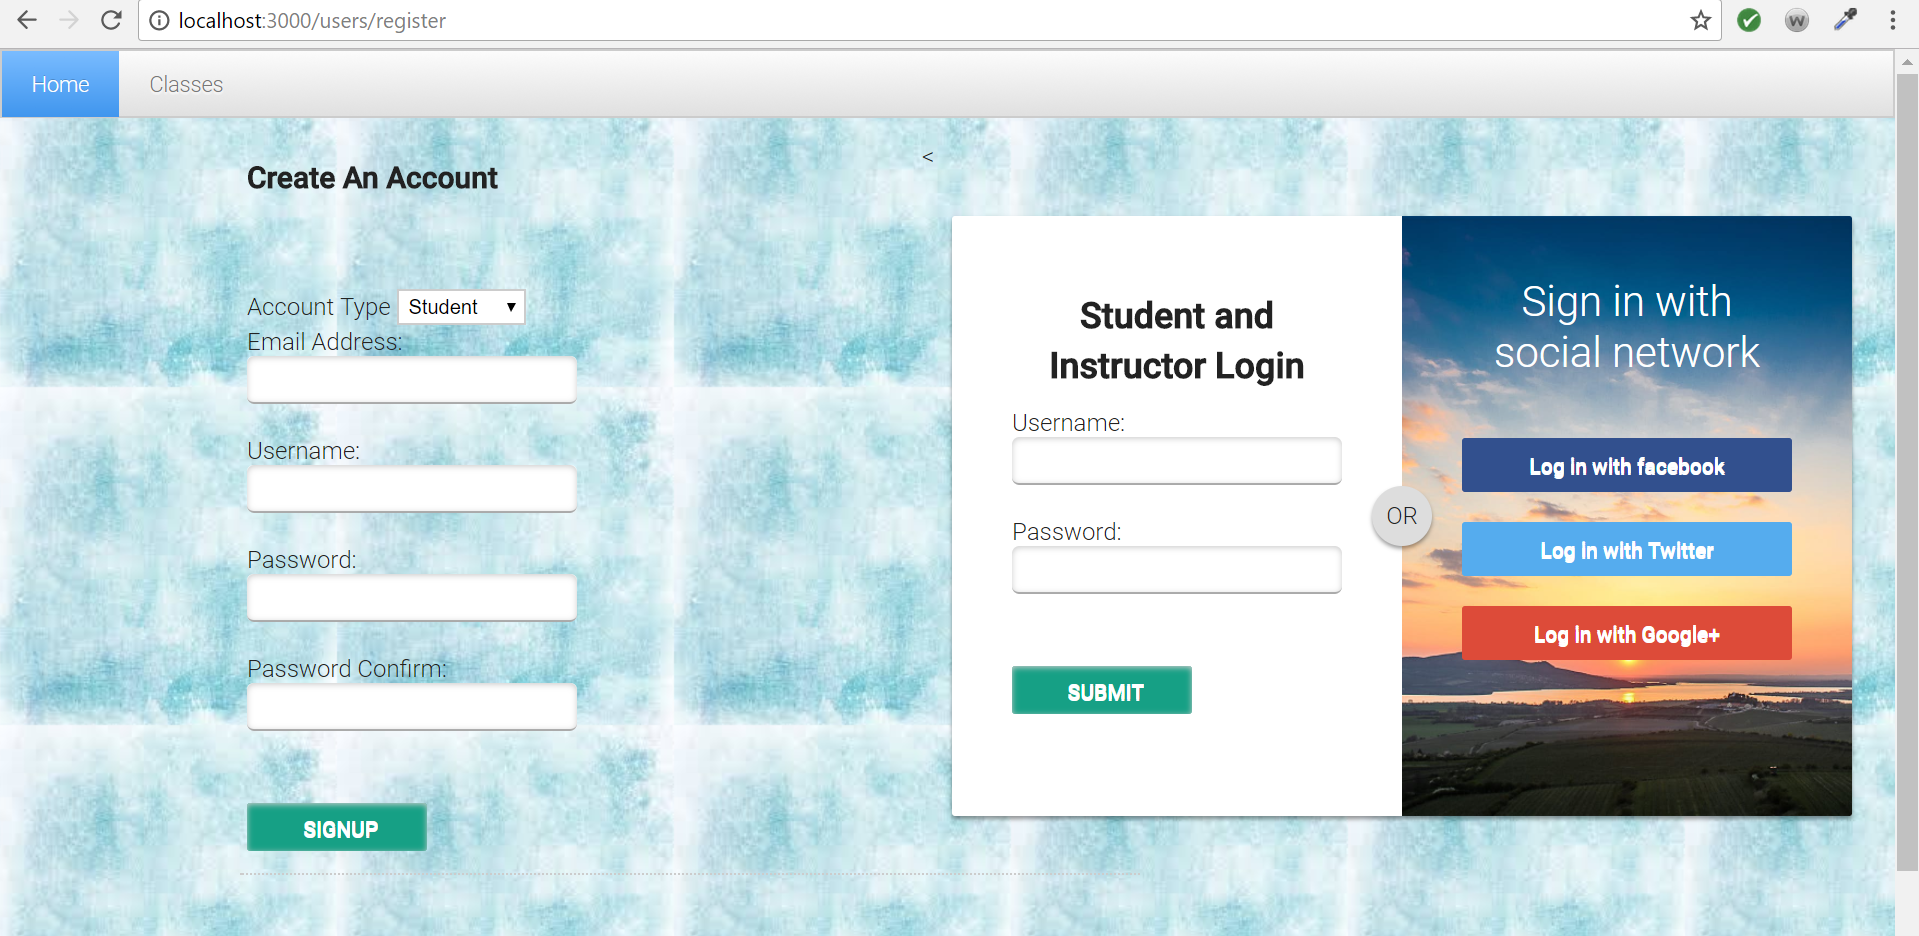 localhost:3000/users/register
Home
Classes
<
Create An Account
Account Type Student
Email Address:
Username:
Password:
Password Confirm:
SIGNUP
Student and
Instructor Login
Username:
Password:
SUBMIT
OR
Sign in with
social network
Log in with facebook
Log in with Twitter
Log in with Google+